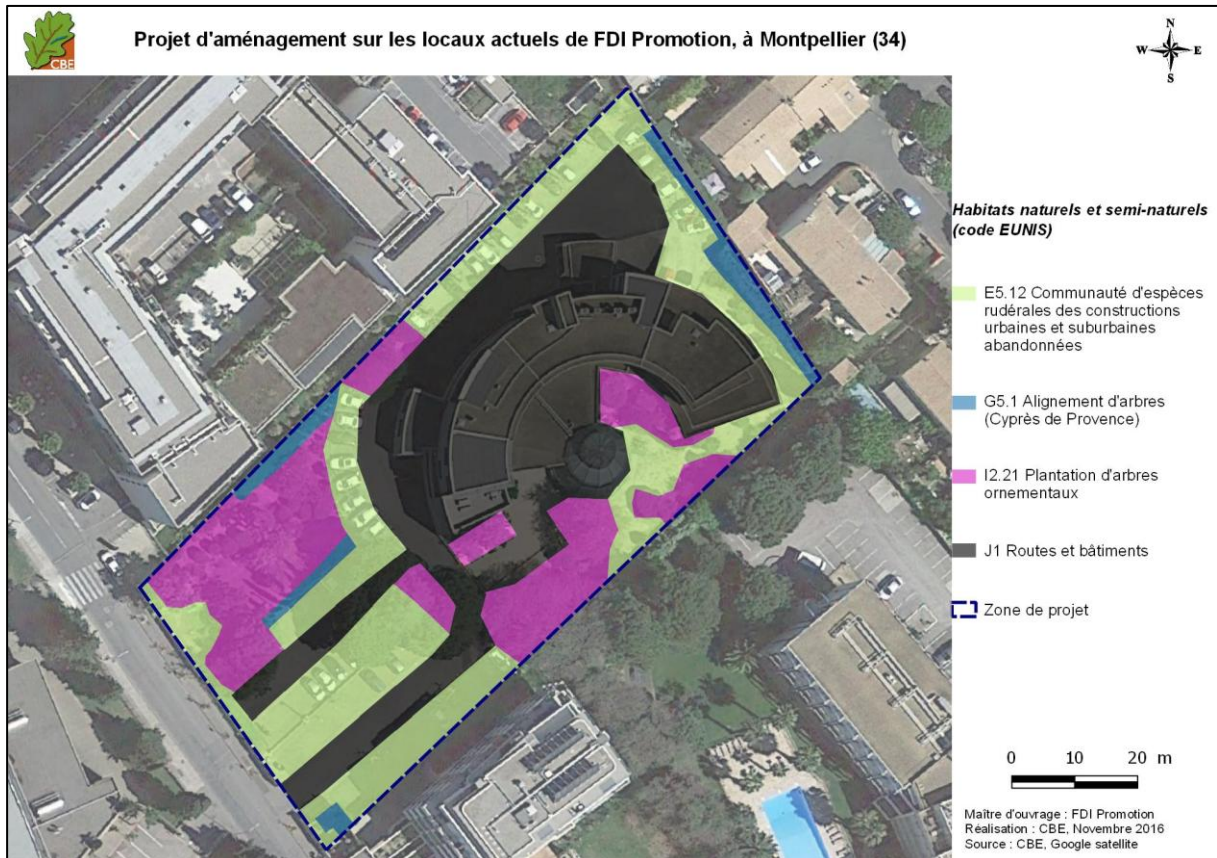 CBE
Projet d'aménagement sur les locaux actuels de FDI Promotion, à Montpellier (34)
N
W E
S
Habitats naturels et semi-naturels
(code EUNIS)
E5.12 Communauté d'espèces
rudérales des constructions
urbaines et suburbaines
abandonnées
G5.1 Alignement d'arbres
(Cyprès de Provence)
I2.21 Plantation d'arbres
ornementaux
J1 Routes et bâtiments
Zone de projet
0 10 20 m
Maître d'ouvrage : FDI Promotion
Réalisation : CBE, Novembre 2016
Source : CBE, Google satellite